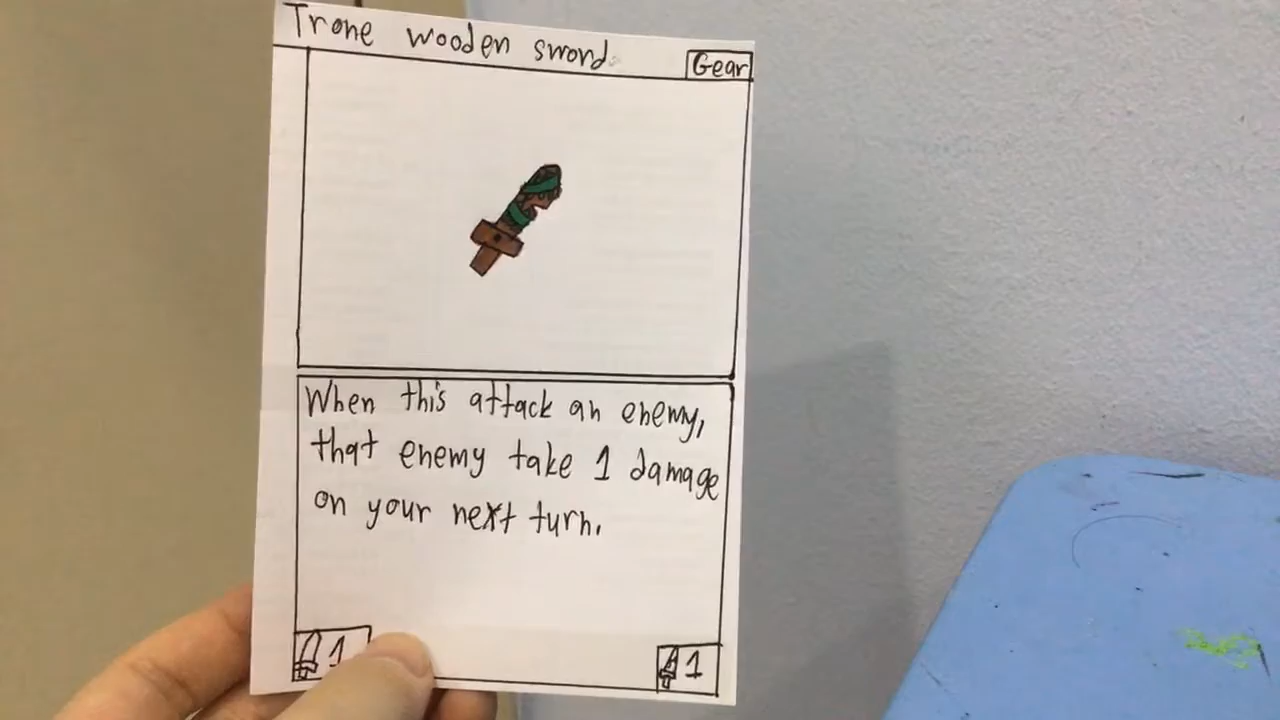 Trone wooden sword
Gear
When this attack an enemy,
that enemy take 1 damage
on your next turn.
1
1